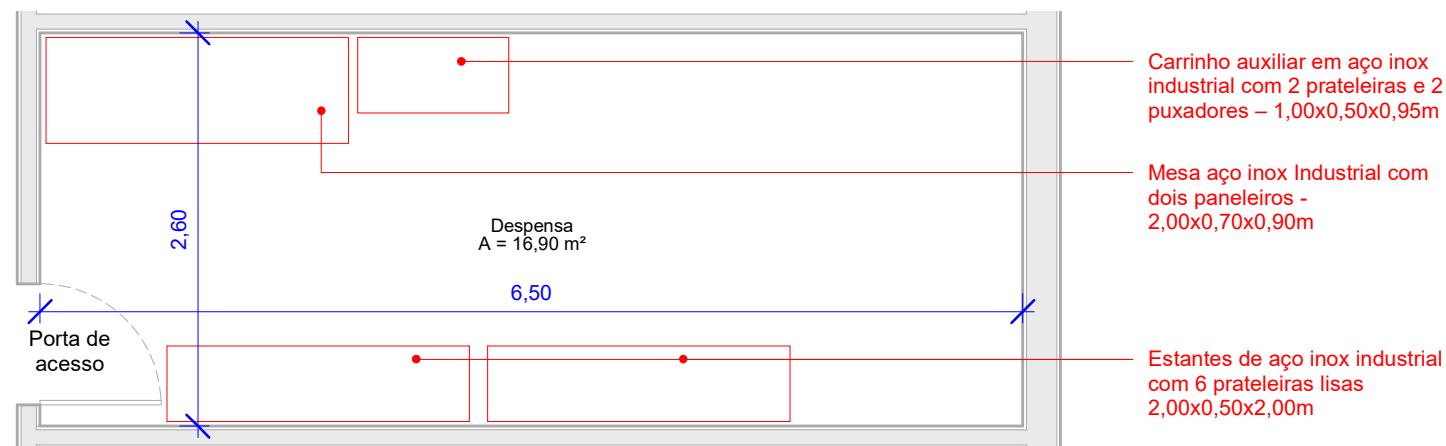 Carrinho auxiliar em aço inox
industrial com 2 prateleiras e 2
puxadores – 1,00x0,50x0,95m
Mesa aço inox Industrial com
dois paneleiros -
2,00x0,70x0,90m
2,60
Despensa
A = 16,90 m²
6,50
Porta de
acesso
Estantes de aço inox industrial
com 6 prateleiras lisas
2,00x0,50x2,00m